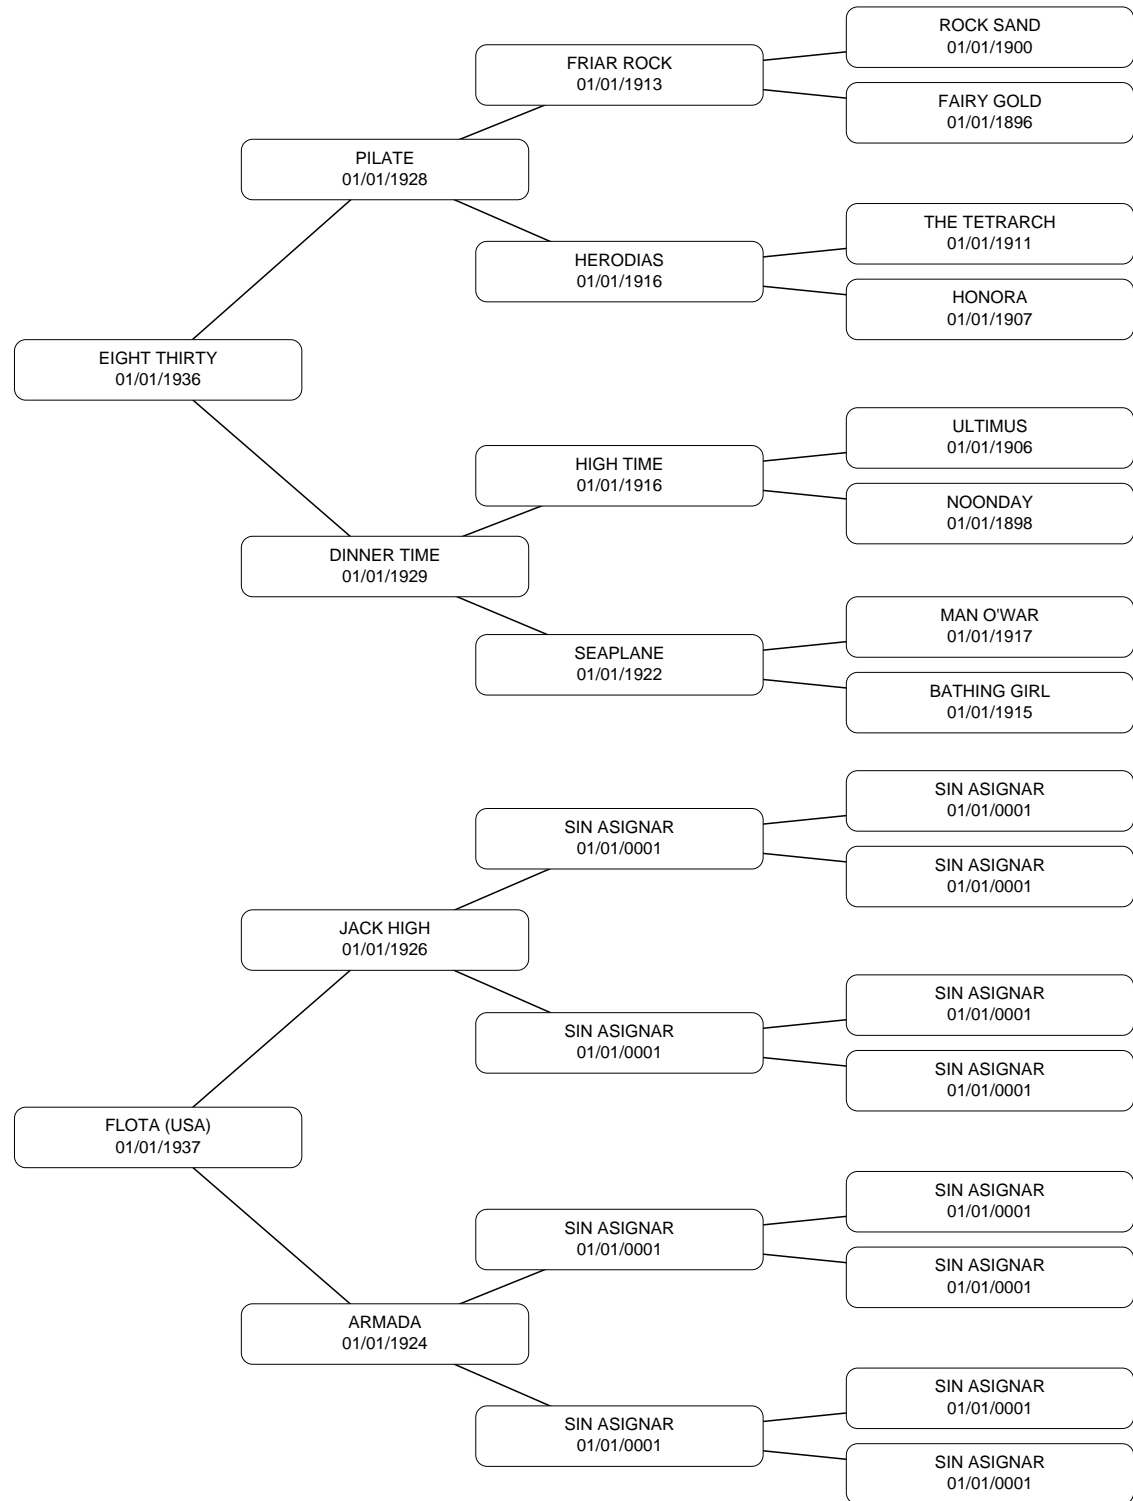 ROCK SAND
01/01/1900
FRIAR ROCK
01/01/1913
FAIRY GOLD
01/01/1896
PILATE
01/01/1928
THE TETRARCH
01/01/1911
HERODIAS
01/01/1916
HONORA
01/01/1907
EIGHT THIRTY
01/01/1936
ULTIMUS
01/01/1906
HIGH TIME
01/01/1916
NOONDAY
01/01/1898
DINNER TIME
01/01/1929
MAN O'WAR
01/01/1917
SEAPLANE
01/01/1922
BATHING GIRL
01/01/1915
SIN ASIGNAR
01/01/0001
SIN ASIGNAR
01/01/0001
SIN ASIGNAR
01/01/0001
JACK HIGH
01/01/1926
SIN ASIGNAR
01/01/0001
SIN ASIGNAR
01/01/0001
SIN ASIGNAR
01/01/0001
FLOTA (USA)
01/01/1937
SIN ASIGNAR
01/01/0001
SIN ASIGNAR
01/01/0001
SIN ASIGNAR
01/01/0001
ARMADA
01/01/1924
SIN ASIGNAR
01/01/0001
SIN ASIGNAR
01/01/0001
SIN ASIGNAR
01/01/0001